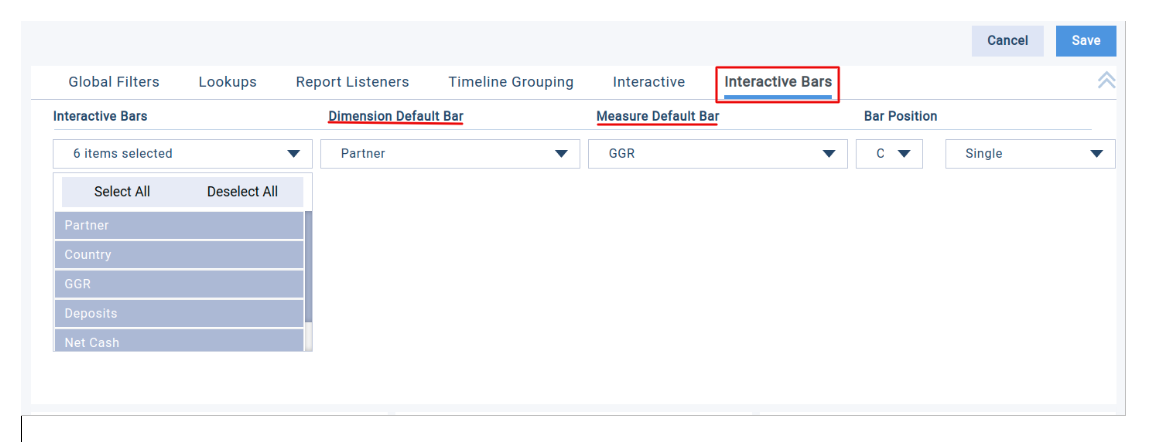 Cancel Save
Global Filters Lookups Report Listeners Timeline Grouping Interactive Interactive Bars
Interactive Bars Dimension Default Bar Measure Default Bar Bar Position
6 items selected Partner GGR C Single
Select All Deselect All
Partner
Country
GGR
Deposits
Net Cash